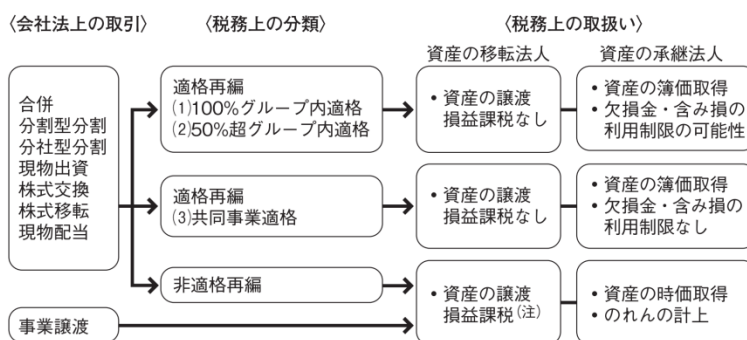 〈会社法上の取引〉
〈税務上の分類〉
〈税務上の取扱い〉
資産の移転法人
資産の承継法人
合併
分割型分割
分社型分割
現物出資
株式交換
株式移転
現物配当
適格再編
(1)100%グループ内適格
(2)50%超グループ内適格
・資産の譲渡
損益課税なし
・資産の簿価取得
・欠損金・含み損の
利用制限の可能性
適格再編
(3)共同事業適格
・資産の譲渡
損益課税なし
・資産の簿価取得
・欠損金・含み損の
利用制限なし
非適格再編
・資産の譲渡
損益課税(注)
・資産の時価取得
・のれんの計上
事業譲渡